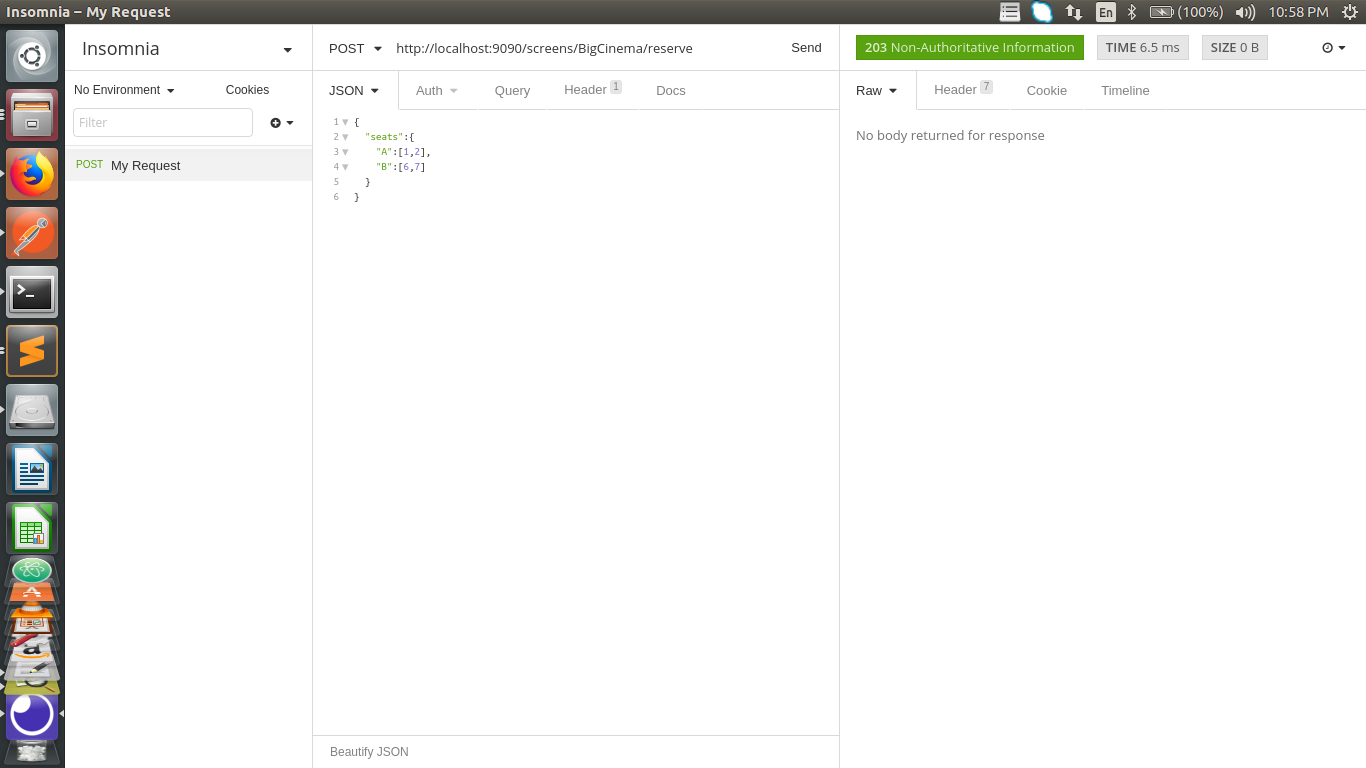 Insomnia – My Request
En
(100%)
10:58 PM
Insomnia
POST
http://localhost:9090/screens/BigCinema/reserve
Send
203 Non-Authoritative Information
TIME 6.5 ms
SIZE 0 B
No Environment
Cookies
JSON
Auth
Query
Header 1
Docs
Raw
Header 7
Cookie
Timeline
Filter
POST My Request
1 {
2 "seats":{
3 "A":[1,2],
4 "B":[6,7]
5 }
6 }
No body returned for response
Beautify JSON